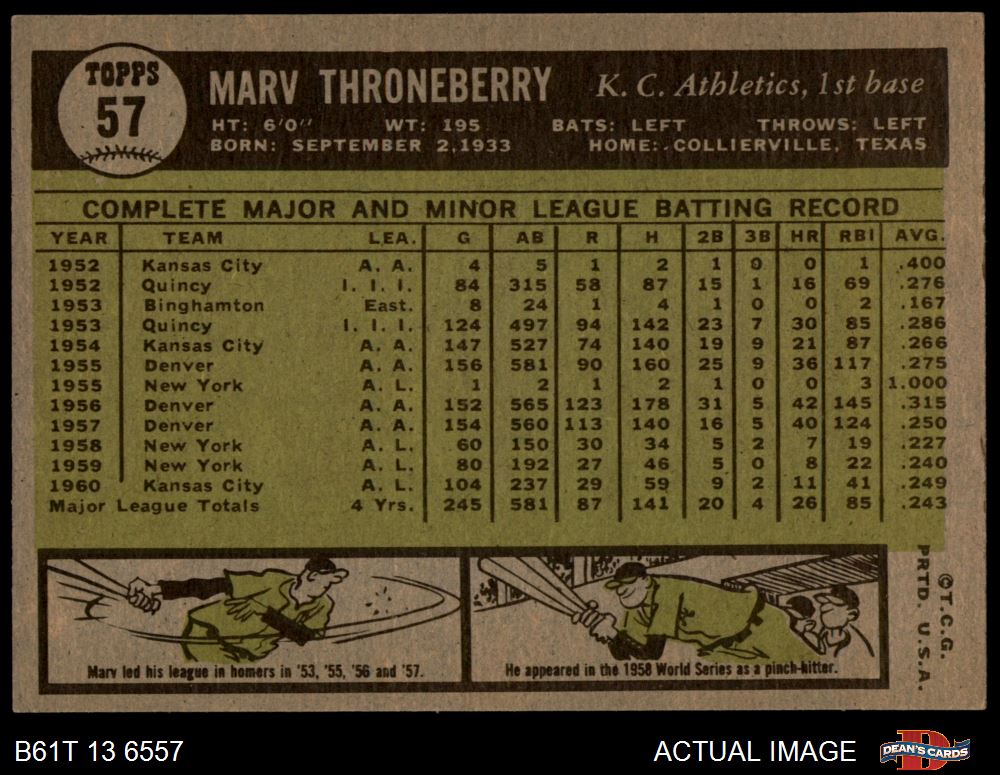 TOPPS
57
MARV THRONEBERRY K. C. Athletics, 1st base
HT: 6'0" WT: 195 BATS: LEFT THROWS: LEFT
BORN: SEPTEMBER 2, 1933 HOME: COLLIERVILLE, TEXAS
COMPLETE MAJOR AND MINOR LEAGUE BATTING RECORD
YEAR TEAM LEA. G AB R H 2B 3B HR RBI AVG.
1952 Kansas City A. A. 4 5 1 2 1 0 0 1 .400
1952 Quincy I. I. I. 84 315 58 87 15 1 16 69 .276
1953 Binghamton East. 8 24 1 4 1 0 0 2 .167
1953 Quincy I. I. I. 124 497 94 142 23 7 30 85 .286
1954 Kansas City A. A. 147 527 74 140 19 9 21 87 .266
1955 Denver A. A. 156 581 90 160 25 9 36 117 .275
1955 New York A. L. 1 2 1 2 1 0 0 3 1.000
1956 Denver A. A. 152 565 123 178 31 5 42 145 .315
1957 Denver A. A. 154 560 113 140 16 5 40 124 .250
1958 New York A. L. 60 150 30 34 5 2 7 19 .227
1959 New York A. L. 80 192 27 46 5 0 8 22 .240
1960 Kansas City A. L. 104 237 29 59 9 2 11 41 .249
Major League Totals 4 Yrs. 245 581 87 141 20 4 26 85 .243
Marv led his league in homers in '53, '55, '56 and '57.
He appeared in the 1958 World Series as a pinch-hitter.
©T.C.G.
PRTD. U.S.A.
B61T 13 6557 ACTUAL IMAGE
DEAN'S CARDS